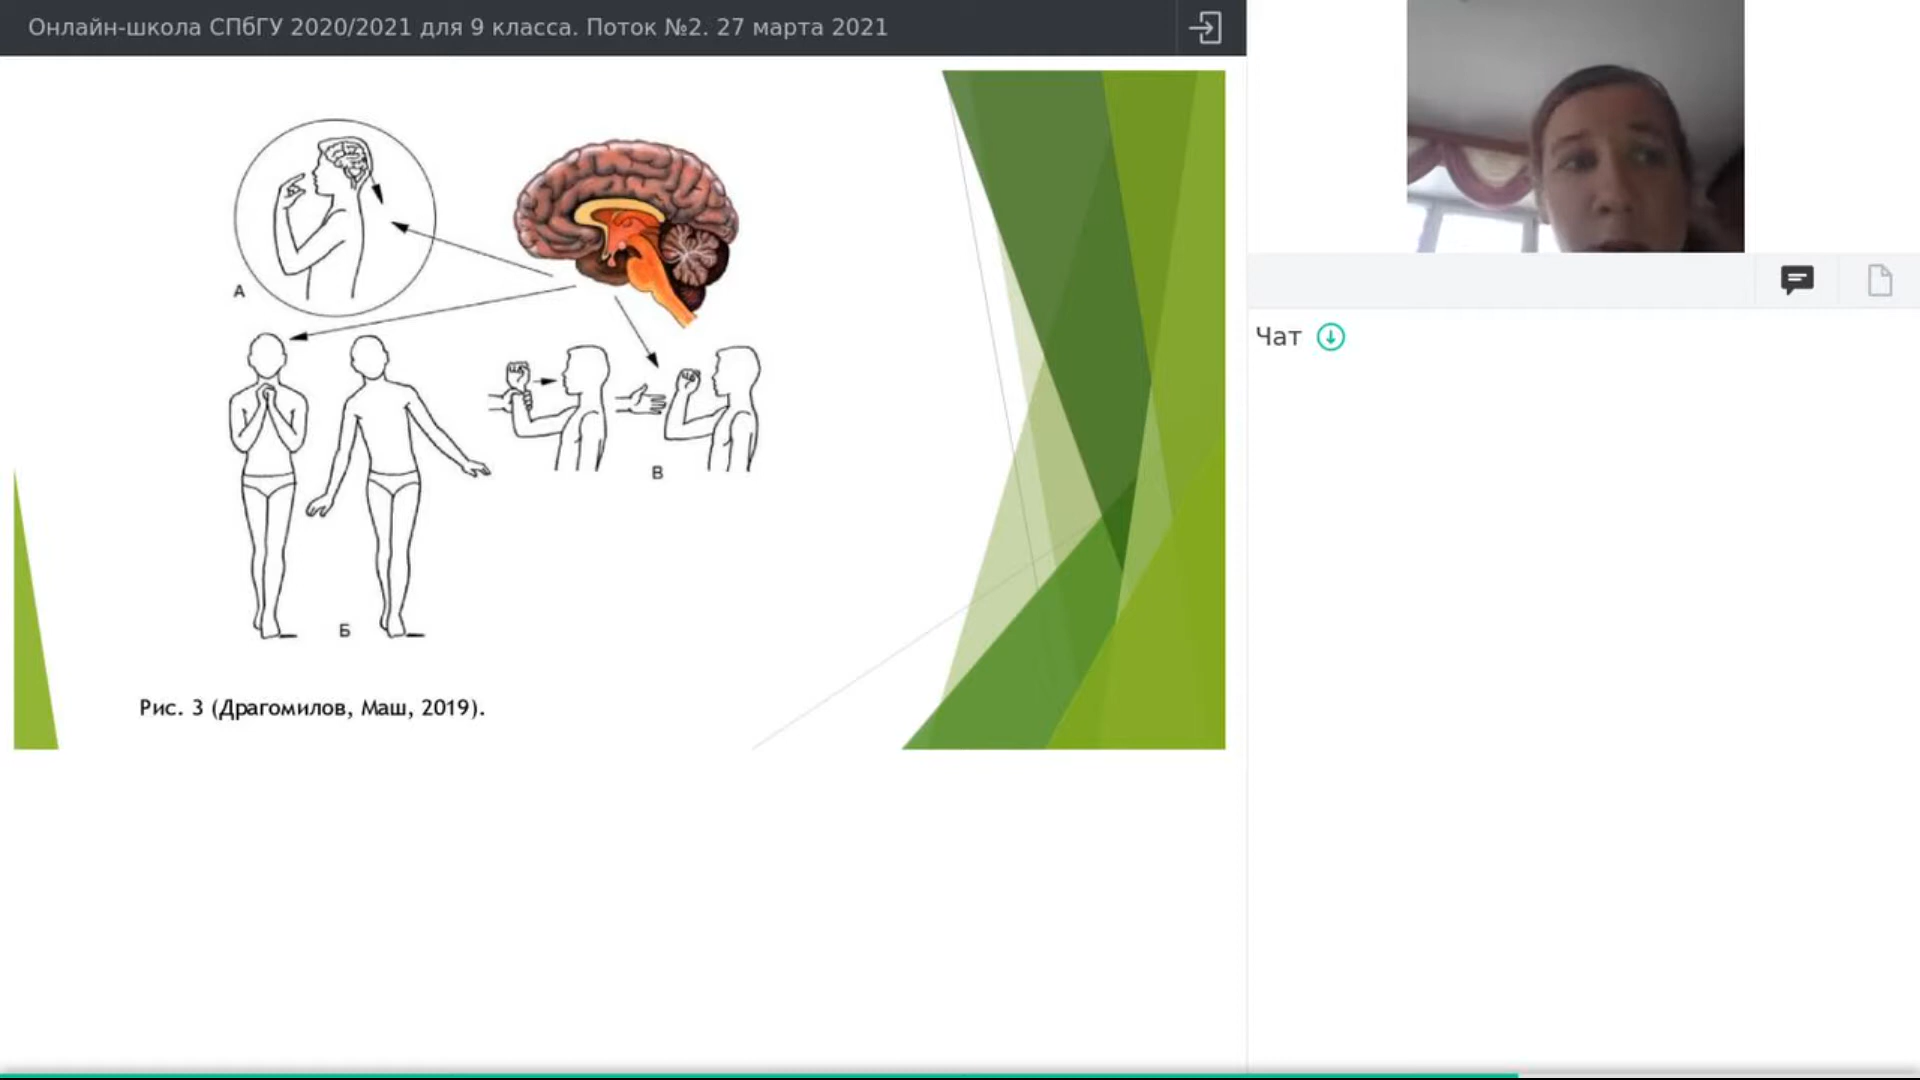 Онлайн-школа СПбГУ 2020/2021 для 9 класса. Поток №2. 27 марта 2021
А
Б
В
Рис. 3 (Драгомилов, Маш, 2019).
Чат